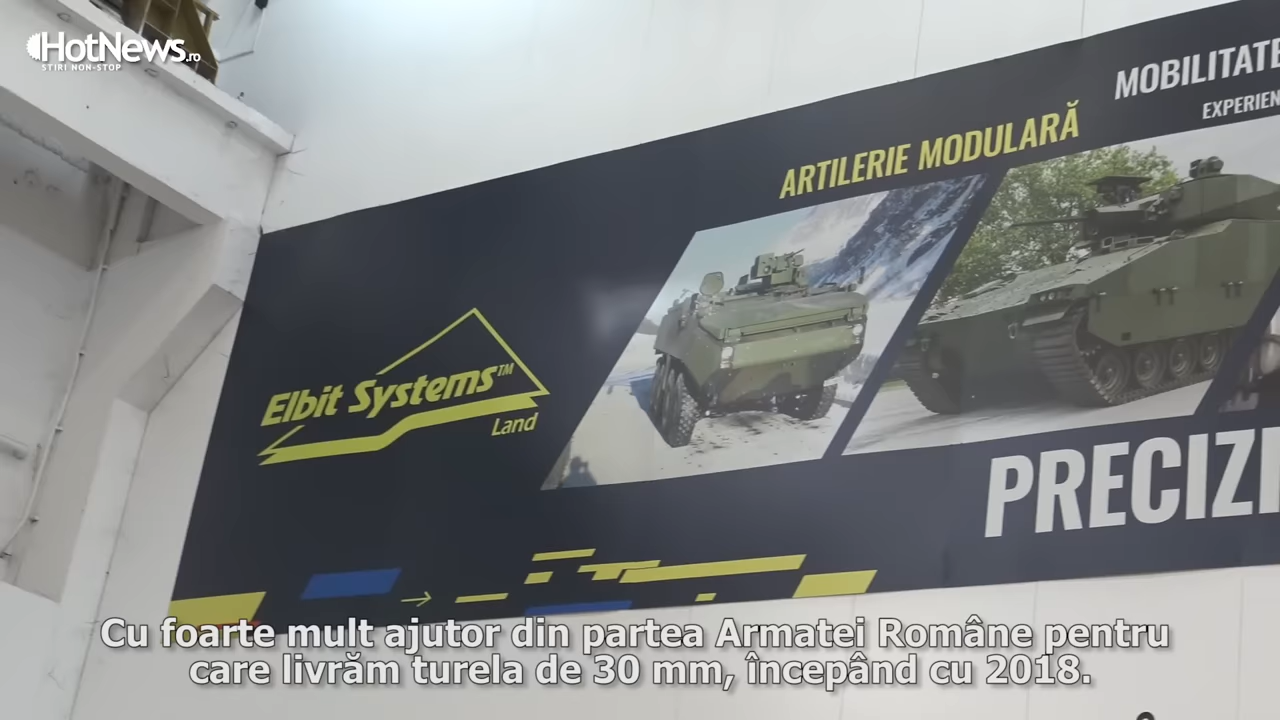 HotNews.ro
STIRI NON-STOP
MOBILITATE
EXPERIEN
ARTILERIE MODULARĂ
Elbit Systems™
Land
PRECIZI
Cu foarte mult ajutor din partea Armatei Române pentru
care livrăm turela de 30 mm, începând cu 2018.